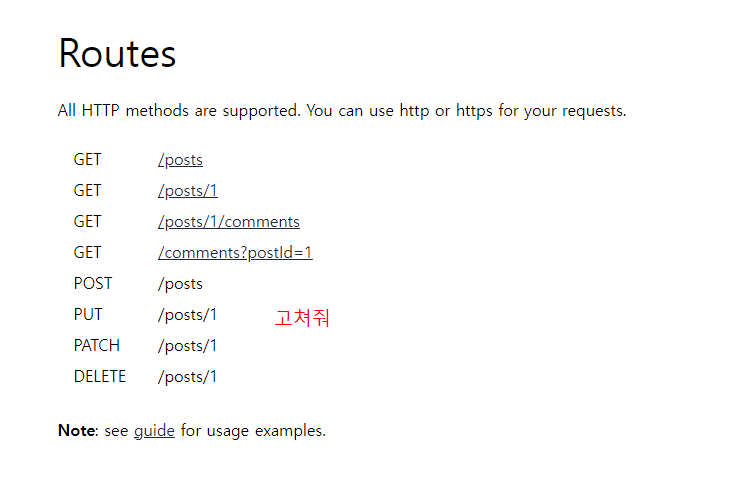 Routes
All HTTP methods are supported. You can use http or https for your requests.
GET /posts
GET /posts/1
GET /posts/1/comments
GET /comments?postId=1
POST /posts
PUT /posts/1 고쳐줘
PATCH /posts/1
DELETE /posts/1
Note: see guide for usage examples.